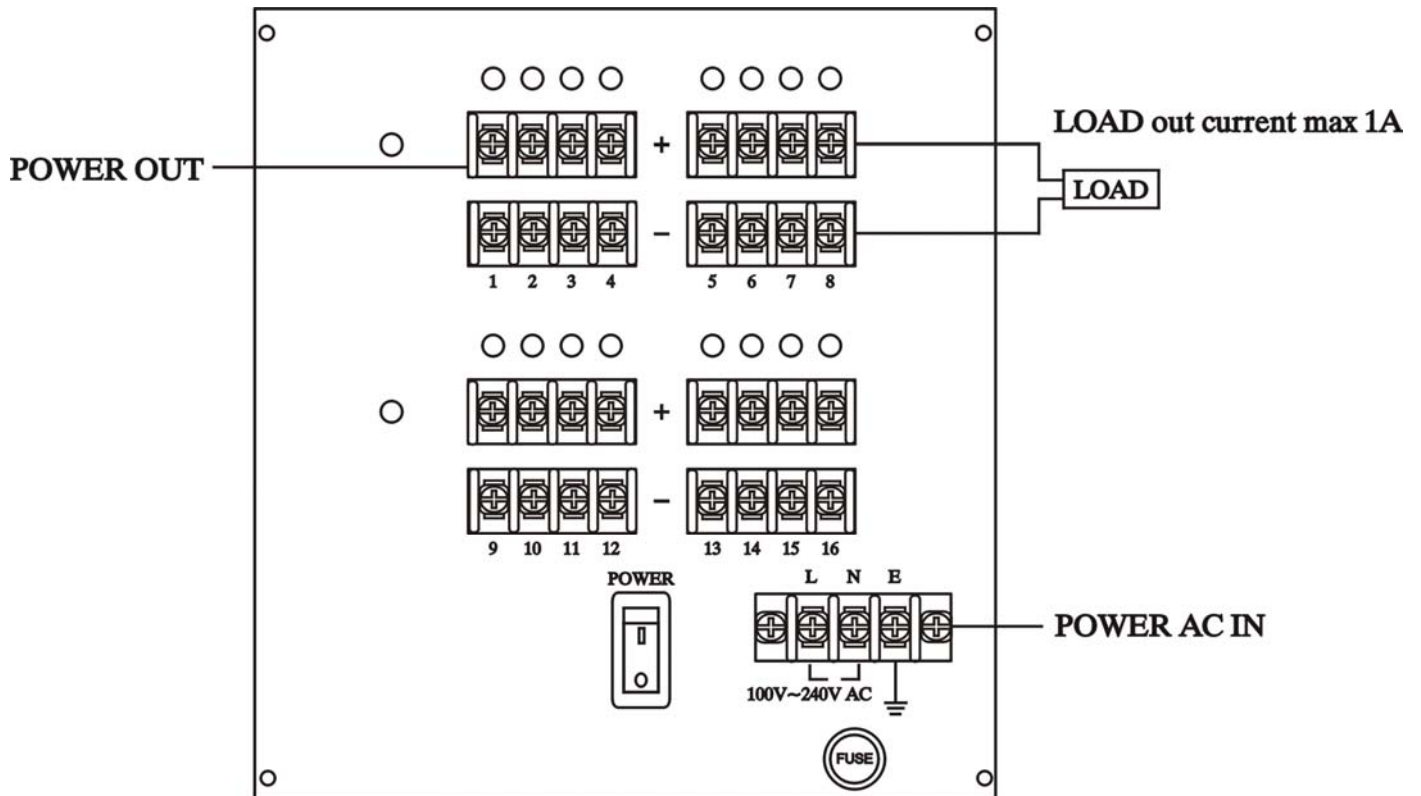 +
LOAD out current max 1A
POWER OUT
LOAD
−
1 2 3 4 5 6 7 8
+
−
9 10 11 12 13 14 15 16
POWER
L N E
POWER AC IN
100V~240V AC
FUSE